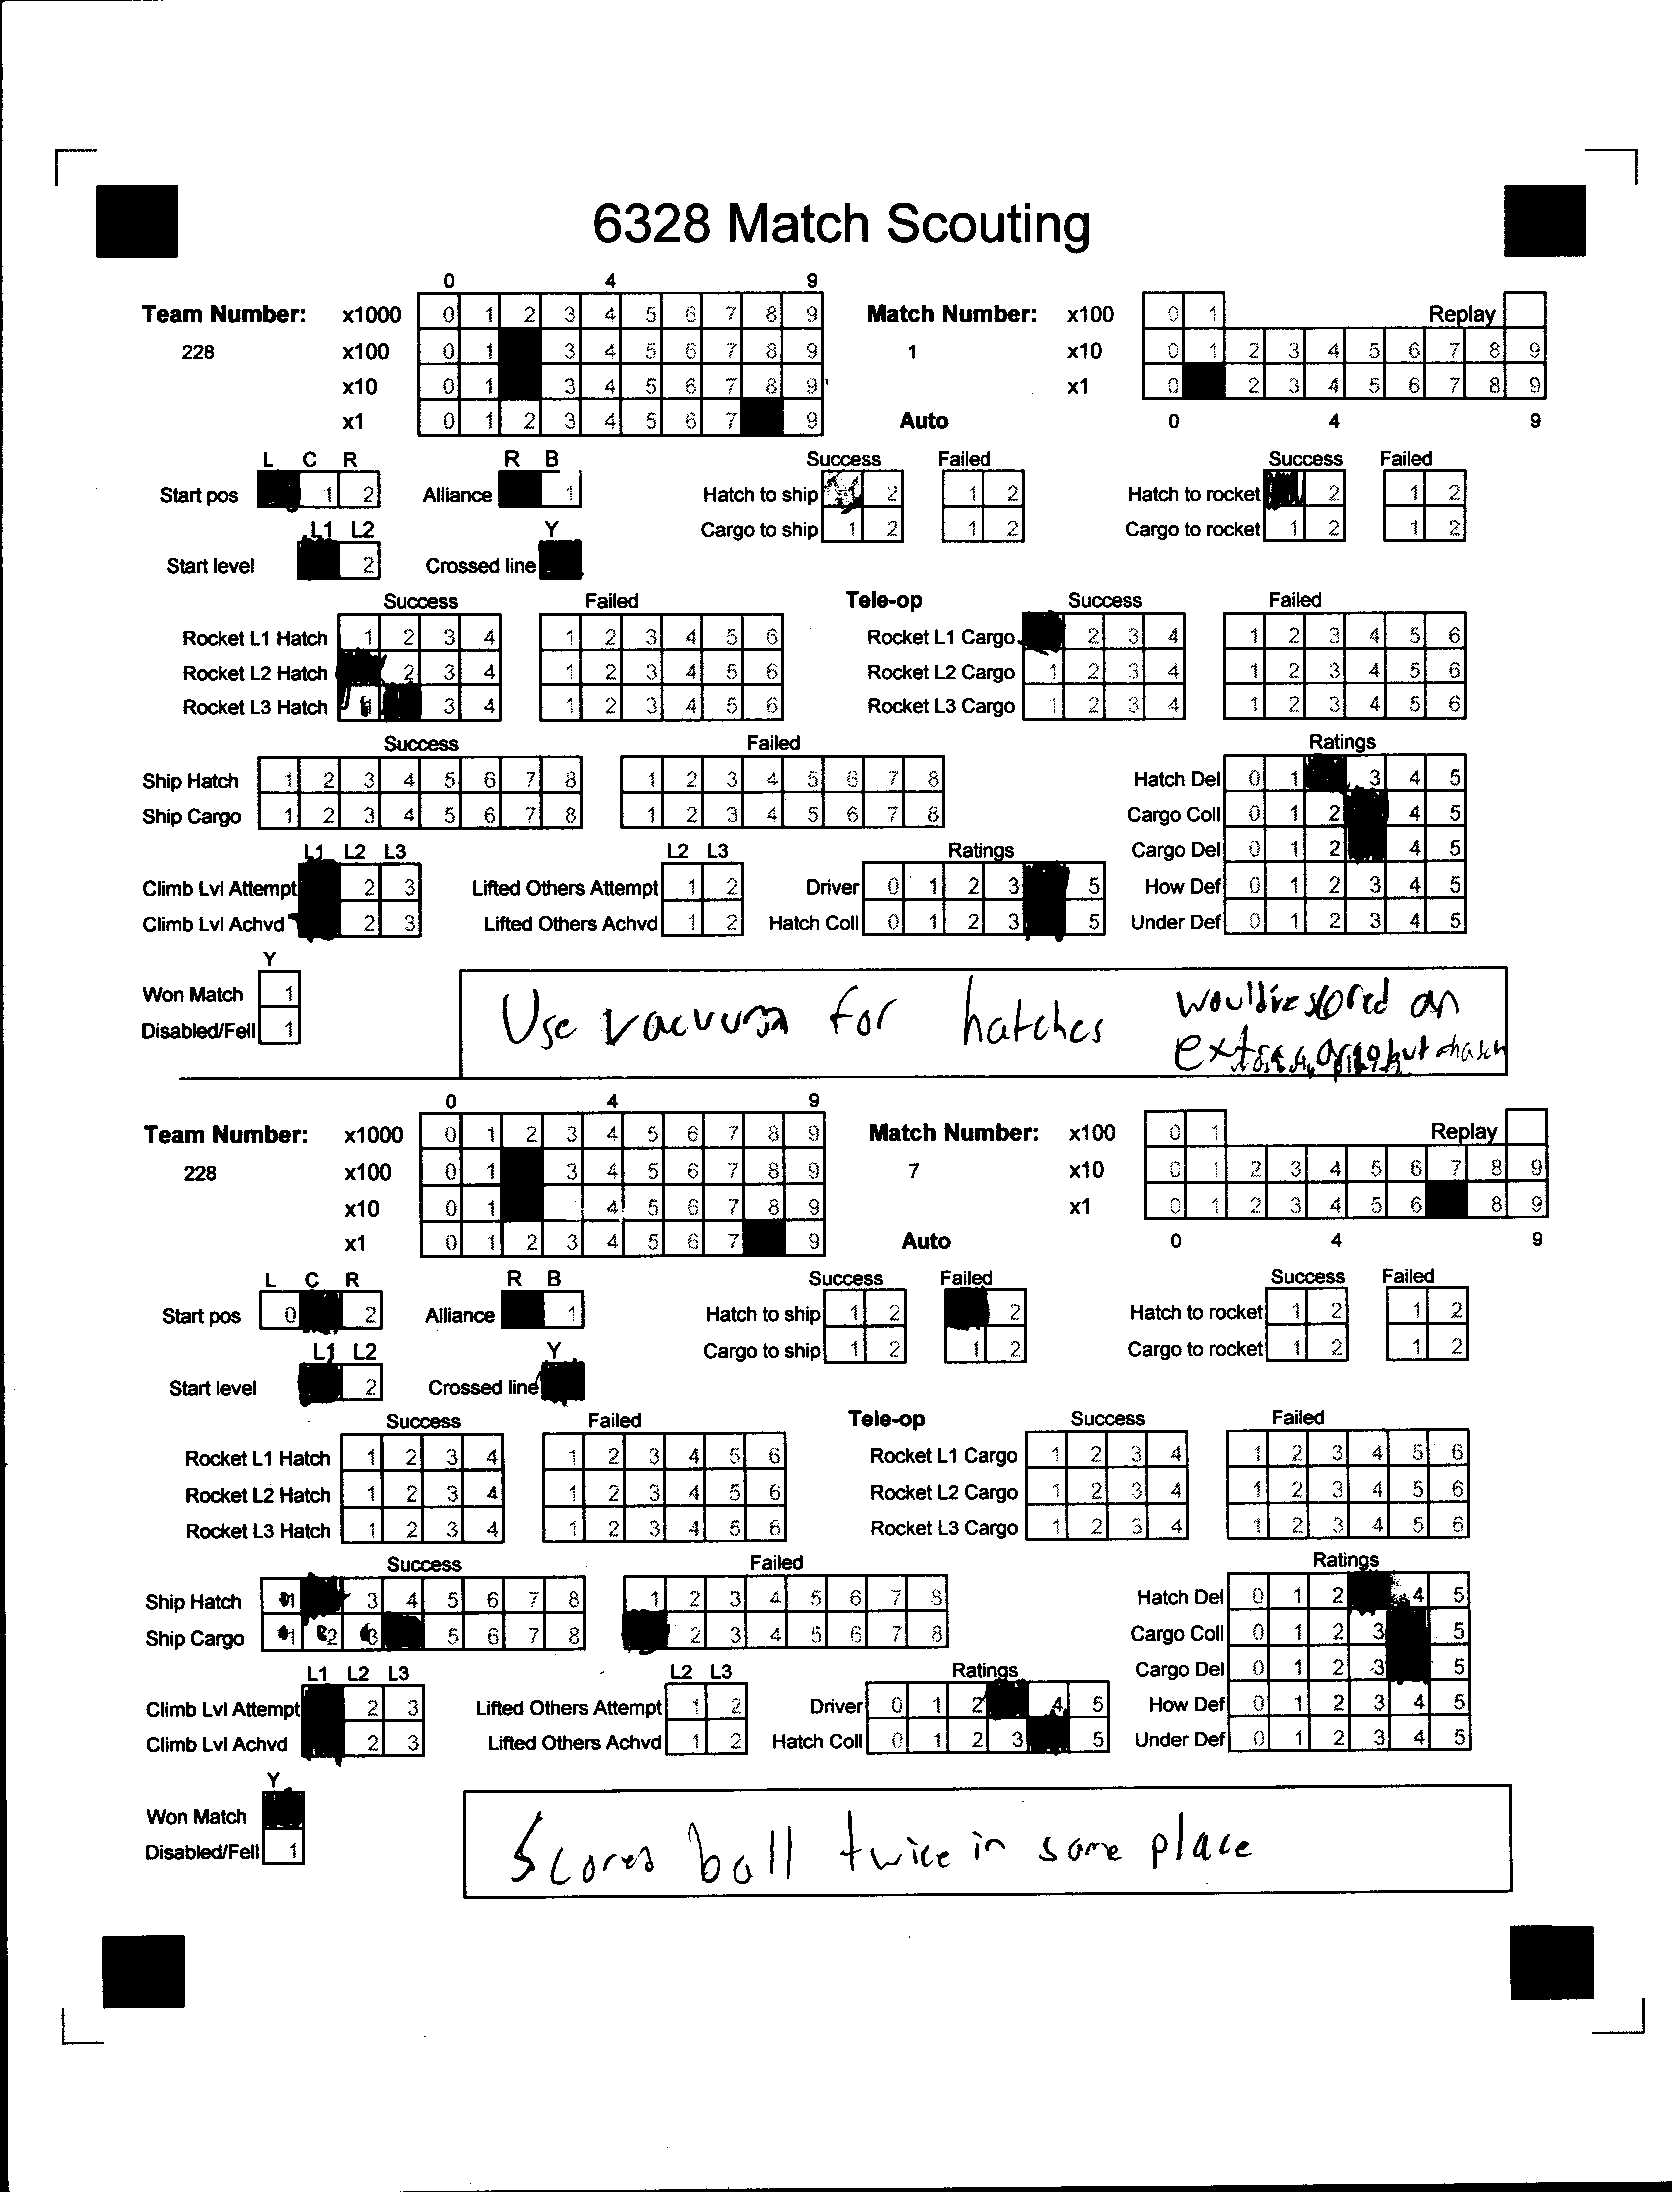 6328 Match Scouting
0 4 9
Team Number: x1000 0 1 2 3 4 5 6 7 8 9 Match Number: x100 0 1 Replay
228 x100 0 1 3 4 5 6 7 8 9 1 x10 0 1 2 3 4 5 6 7 8 9
x10 0 1 3 4 5 6 7 8 9 x1 0 2 3 4 5 6 7 8 9
x1 0 1 2 3 4 5 6 7 9 Auto 0 4 9
L C R R B Success Failed Success Failed
Start pos 1 2 Alliance 1 Hatch to ship 2 1 2 Hatch to rocket 2 1 2
Cargo to ship 1 2 1 2 Cargo to rocket 1 2 1 2
L1 L2 Y
Start level 2 Crossed line
Success Failed Tele-op Success Failed
Rocket L1 Hatch 1 2 3 4 1 2 3 4 5 6 Rocket L1 Cargo 2 3 4 1 2 3 4 5 6
Rocket L2 Hatch 2 3 4 1 2 3 4 5 6 Rocket L2 Cargo 1 2 3 4 1 2 3 4 5 6
Rocket L3 Hatch 1 3 4 1 2 3 4 5 6 Rocket L3 Cargo 1 2 3 4 1 2 3 4 5 6
Success Failed Ratings
Ship Hatch 1 2 3 4 5 6 7 8 1 2 3 4 5 6 7 8 Hatch Del 0 1 3 4 5
Ship Cargo 1 2 3 4 5 6 7 8 1 2 3 4 5 6 7 8 Cargo Coll 0 1 2 4 5
L1 L2 L3 L2 L3 Ratings Cargo Del 0 1 2 4 5
Climb Lvl Attempt 2 3 Lifted Others Attempt 1 2 Driver 0 1 2 3 5 How Def 0 1 2 3 4 5
Climb Lvl Achvd 2 3 Lifted Others Achvd 1 2 Hatch Coll 0 1 2 3 5 Under Def 0 1 2 3 4 5
Y
Won Match 1
Disabled/Fell 1
Use vacuum for hatches
would've scored an
extra cargo but
0 4 9
Team Number: x1000 0 1 2 3 4 5 6 7 8 9 Match Number: x100 0 1 Replay
228 x100 0 1 3 4 5 6 7 8 9 7 x10 0 1 2 3 4 5 6 7 8 9
x10 0 1 4 5 6 7 8 9 x1 0 1 2 3 4 5 6 8 9
x1 0 1 2 3 4 5 6 7 9 Auto 0 4 9
L C R R B Success Failed Success Failed
Start pos 0 2 Alliance 1 Hatch to ship 1 2 2 Hatch to rocket 1 2 1 2
Cargo to ship 1 2 1 2 Cargo to rocket 1 2 1 2
L1 L2 Y
Start level 2 Crossed line
Success Failed Tele-op Success Failed
Rocket L1 Hatch 1 2 3 4 1 2 3 4 5 6 Rocket L1 Cargo 1 2 3 4 1 2 3 4 5 6
Rocket L2 Hatch 1 2 3 4 1 2 3 4 5 6 Rocket L2 Cargo 1 2 3 4 1 2 3 4 5 6
Rocket L3 Hatch 1 2 3 4 1 2 3 4 5 6 Rocket L3 Cargo 1 2 3 4 1 2 3 4 5 6
Success Failed Ratings
Ship Hatch 1 3 4 5 6 7 8 1 2 3 4 5 6 7 8 Hatch Del 0 1 2 4 5
Ship Cargo 1 2 3 5 6 7 8 2 3 4 5 6 7 8 Cargo Coll 0 1 2 3 5
L1 L2 L3 L2 L3 Ratings Cargo Del 0 1 2 3 5
Climb Lvl Attempt 2 3 Lifted Others Attempt 1 2 Driver 0 1 2 4 5 How Def 0 1 2 3 4 5
Climb Lvl Achvd 2 3 Lifted Others Achvd 1 2 Hatch Coll 0 1 2 3 5 Under Def 0 1 2 3 4 5
Y
Won Match
Disabled/Fell 1
Scores ball twice in same place